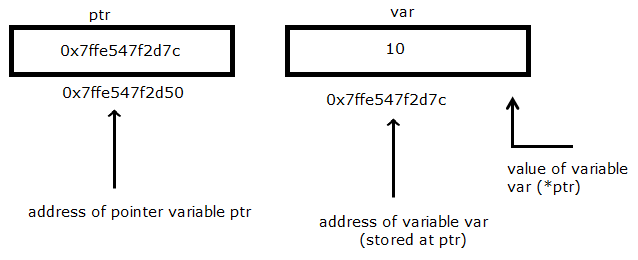 ptr
var
0x7ffe547f2d7c
10
0x7ffe547f2d50
0x7ffe547f2d7c
value of variable
var (*ptr)
address of pointer variable ptr
address of variable var
(stored at ptr)